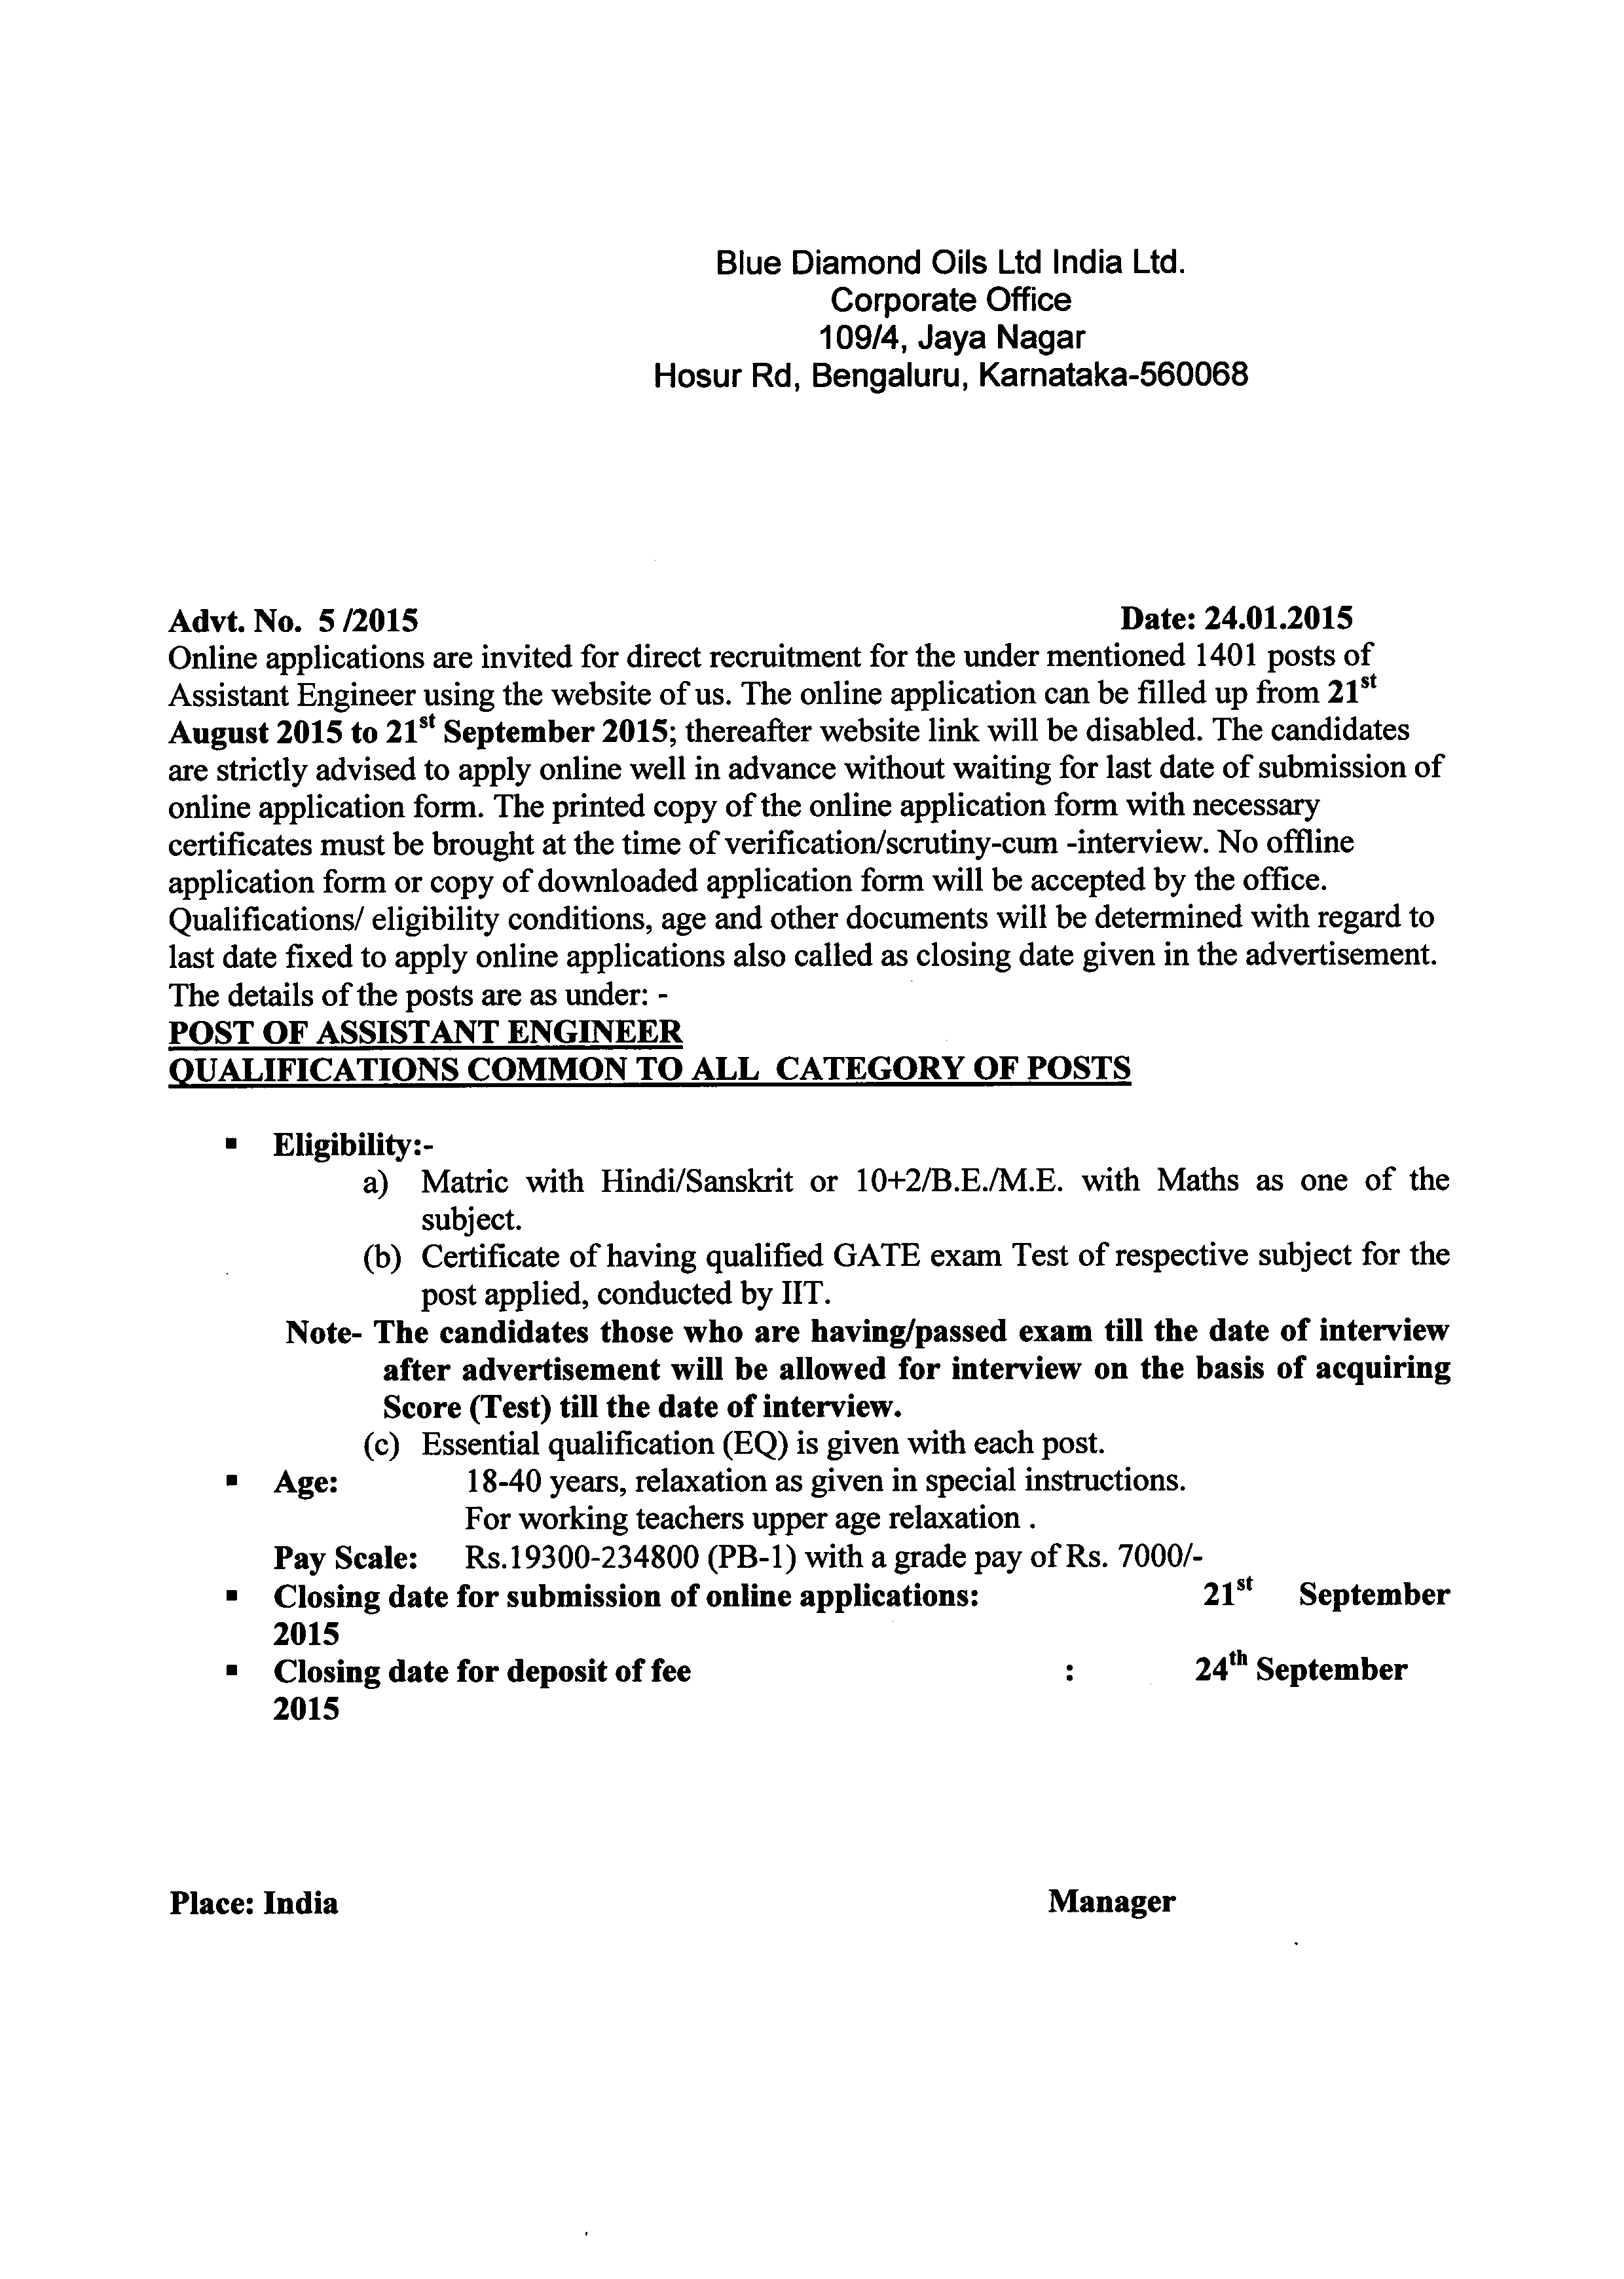 Blue Diamond Oils Ltd India Ltd.
Corporate Office
109/4, Jaya Nagar
Hosur Rd, Bengaluru, Karnataka-560068
Advt. No. 5 /2015 Date: 24.01.2015
Online applications are invited for direct recruitment for the under mentioned 1401 posts of
Assistant Engineer using the website of us. The online application can be filled up from 21st
August 2015 to 21st September 2015; thereafter website link will be disabled. The candidates
are strictly advised to apply online well in advance without waiting for last date of submission of
online application form. The printed copy of the online application form with necessary
certificates must be brought at the time of verification/scrutiny-cum -interview. No offline
application form or copy of downloaded application form will be accepted by the office.
Qualifications/ eligibility conditions, age and other documents will be determined with regard to
last date fixed to apply online applications also called as closing date given in the advertisement.
The details of the posts are as under: -
POST OF ASSISTANT ENGINEER
QUALIFICATIONS COMMON TO ALL CATEGORY OF POSTS
▪ Eligibility:-
a) Matric with Hindi/Sanskrit or 10+2/B.E./M.E. with Maths as one of the
subject.
(b) Certificate of having qualified GATE exam Test of respective subject for the
post applied, conducted by IIT.
Note- The candidates those who are having/passed exam till the date of interview
after advertisement will be allowed for interview on the basis of acquiring
Score (Test) till the date of interview.
(c) Essential qualification (EQ) is given with each post.
▪ Age: 18-40 years, relaxation as given in special instructions.
For working teachers upper age relaxation .
Pay Scale: Rs.19300-234800 (PB-1) with a grade pay of Rs. 7000/-
▪ Closing date for submission of online applications: 21st September
2015
▪ Closing date for deposit of fee : 24th September
2015
Place: India Manager